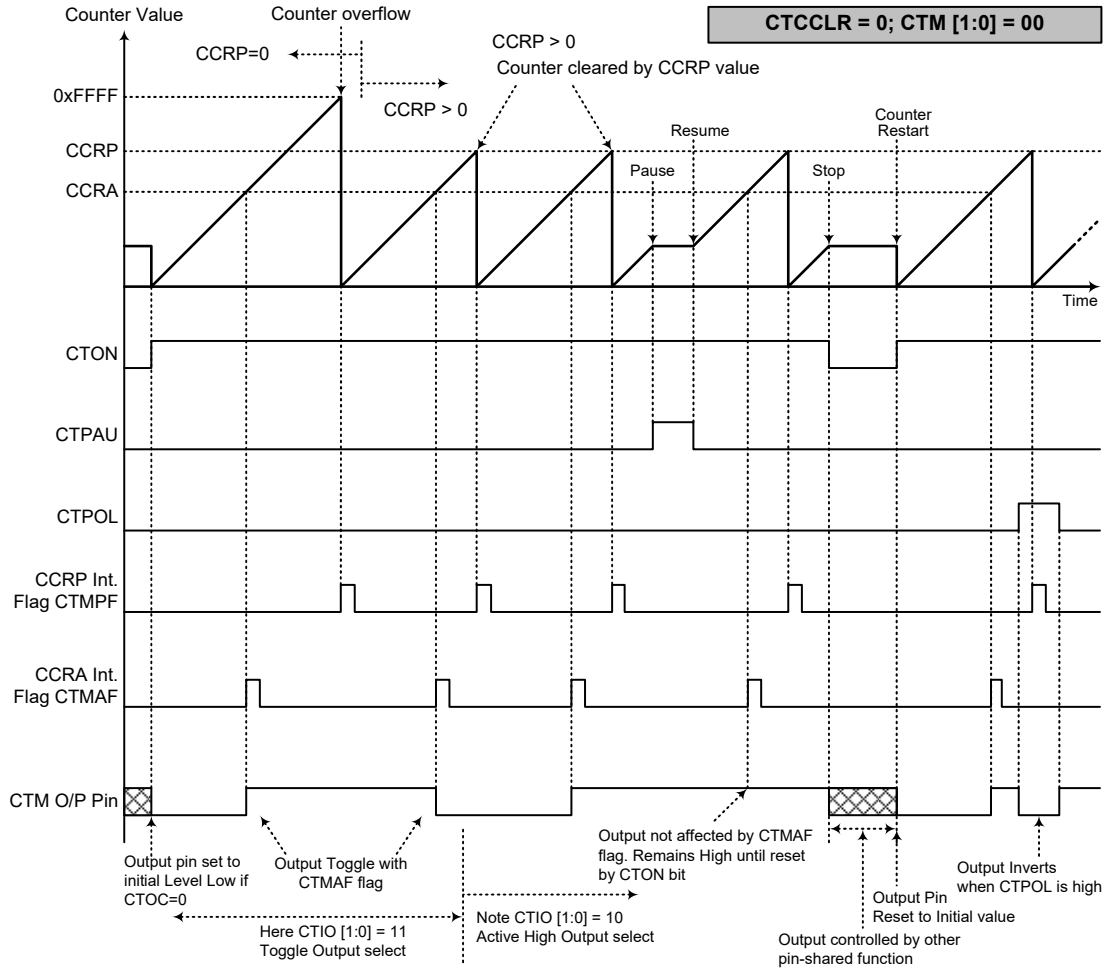 Counter Value
Counter overflow
CTCCLR = 0; CTM [1:0] = 00
CCRP=0
CCRP > 0
CCRP > 0
Counter cleared by CCRP value
0xFFFF
CCRP
CCRA
Pause
Resume
Stop
Counter
Restart
Time
CTON
CTPAU
CTPOL
CCRP Int.
Flag CTMPF
CCRA Int.
Flag CTMAF
CTM O/P Pin
Output pin set to
initial Level Low if
CTOC=0
Output Toggle with
CTMAF flag
Here CTIO [1:0] = 11
Toggle Output select
Note CTIO [1:0] = 10
Active High Output select
Output not affected by CTMAF
flag. Remains High until reset
by CTON bit
Output controlled by other
pin-shared function
Output Pin
Reset to Initial value
Output Inverts
when CTPOL is high